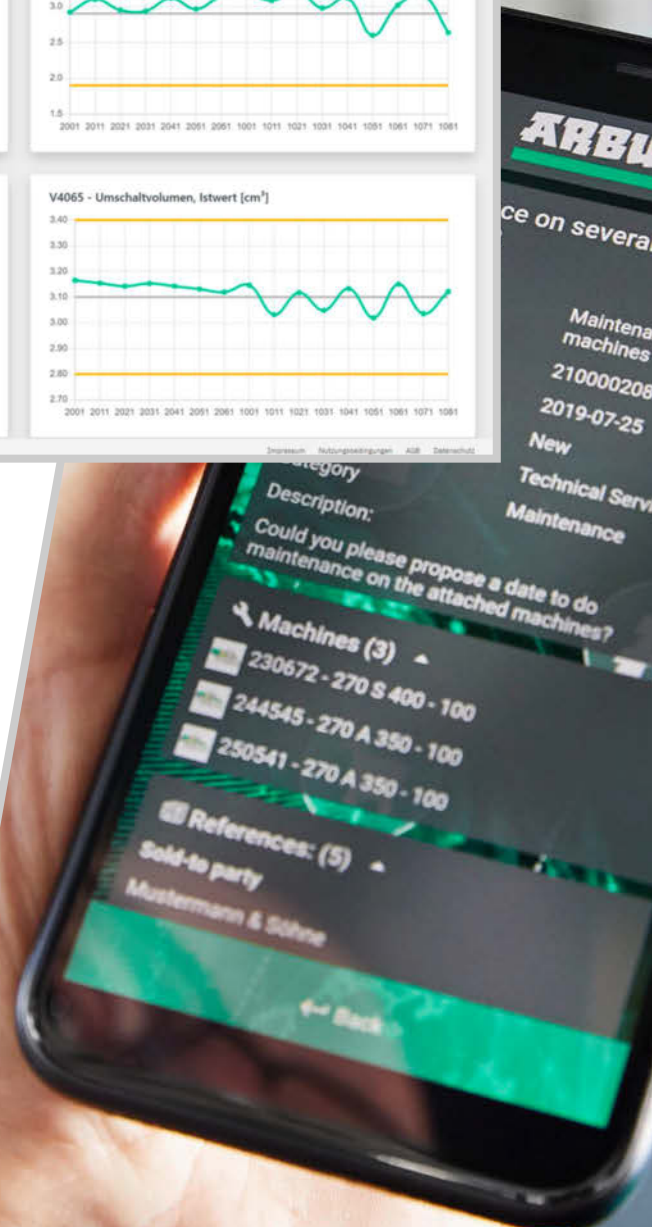 3.0
2.5
2.0
1.5
2001 2011 2021 2031 2041 2051 2061 1001 1011 1021 1031 1041 1051 1061 1071 1081
V4065 - Umschaltvolumen, Istwert [cm³]
3.40
3.30
3.20
3.10
3.00
2.90
2.80
2.70
2001 2011 2021 2031 2041 2051 2061 1001 1011 1021 1031 1041 1051 1061 1071 1081
Impressum Nutzungsbedingungen AGB Datenschutz
ARBU
ce on several
Maintena
machines
210000208
2019-07-25
New
Technical Servi
Maintenance
Description:
Could you please propose a date to do
maintenance on the attached machines?
Machines (3)
230672 - 270 S 400 - 100
244545 - 270 A 350 - 100
250541 - 270 A 350 - 100
References: (5)
Sold-to party
Mustermann & Söhne
Back